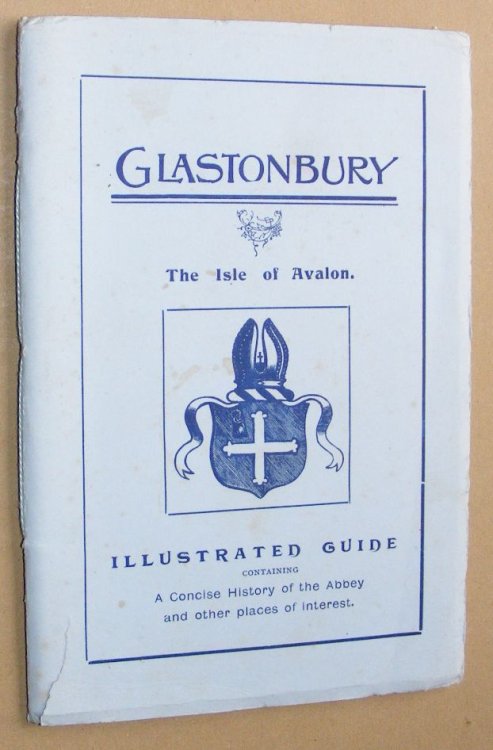 GLASTONBURY
The Isle of Avalon.
ILLUSTRATED GUIDE
CONTAINING
A Concise History of the Abbey
and other places of interest.